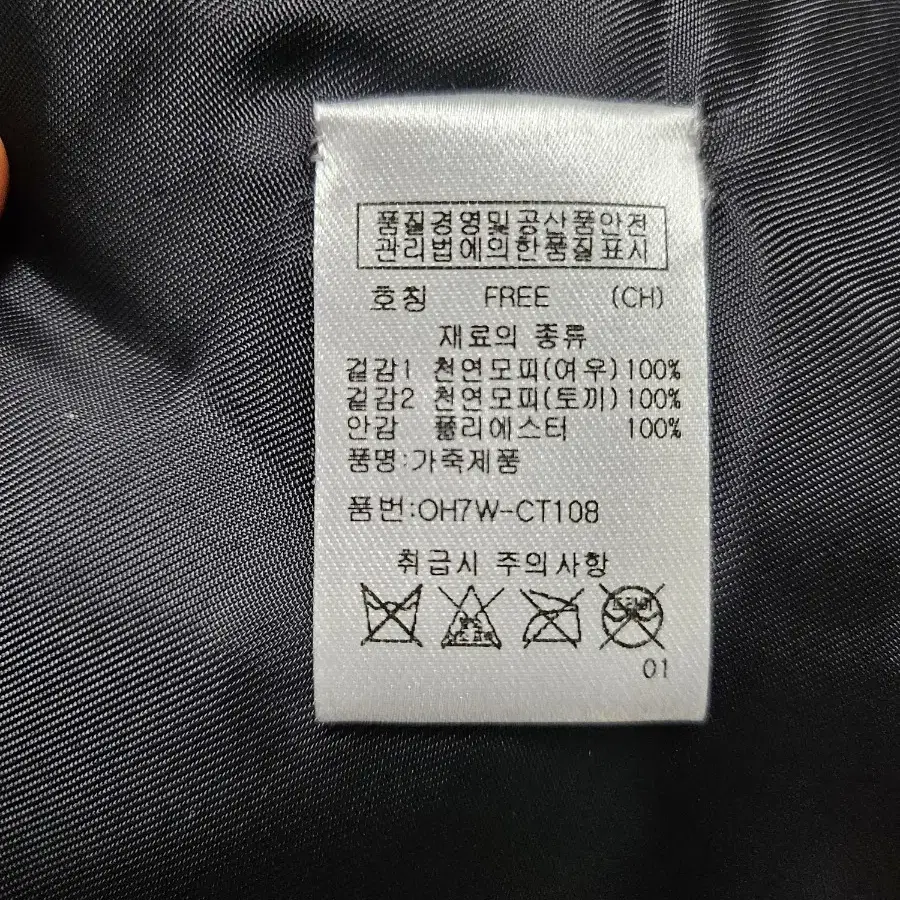 품질경영및공산품안전
관리법에의한품질표시
호칭 FREE (CH)
재료의 종류
겉감1 천연모피(여우)100%
겉감2 천연모피(토끼)100%
안감 폴리에스터 100%
품명:가죽제품
품번:OH7W-CT108
취급시 주의사항
드라이
01